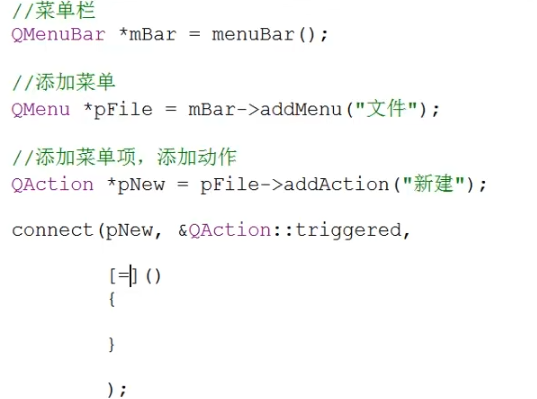 //菜单栏
QMenuBar *mBar = menuBar();
//添加菜单
QMenu *pFile = mBar->addMenu("文件");
//添加菜单项，添加动作
QAction *pNew = pFile->addAction("新建");
connect(pNew, &QAction::triggered,
[=]()
{
}
);